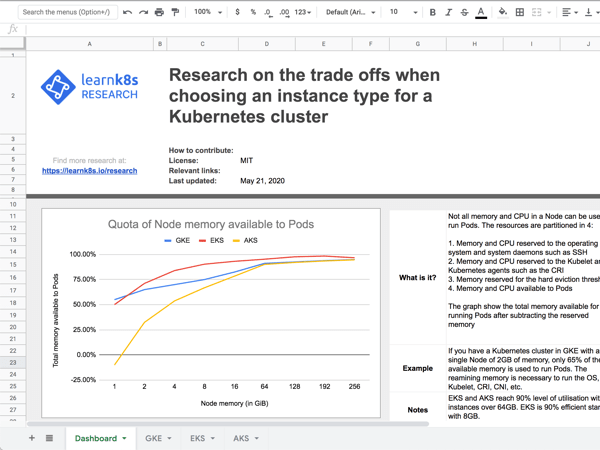 Search the menus (Option+/)
100%
$ % .0 .00 123
Default (Ari...
10
B I S A
fx
A B C D E F G H I J
1
2
3
4
5
6
7
8
learnk8s
RESEARCH
Research on the trade offs when
choosing an instance type for a
Kubernetes cluster
How to contribute:
Find more research at:
License: MIT
https://learnk8s.io/research
Relevant links:
Last updated: May 21, 2020
10
11
12
13
14
15
16
17
18
19
20
21
22
23
24
25
26
27
Quota of Node memory available to Pods
GKE EKS AKS
Total memory available to Pods
100.00%
75.00%
50.00%
25.00%
0.00%
-25.00%
1 2 4 8 16 32 64 128 192 256
Node memory (in GiB)
What is it?
Not all memory and CPU in a Node can be use
run Pods. The resources are partitioned in 4:
1. Memory and CPU reserved to the operating
system and system daemons such as SSH
2. Memory and CPU reserved to the Kubelet a
Kubernetes agents such as the CRI
3. Memory reserved for the hard eviction thresh
4. Memory and CPU available to Pods
The graph show the total memory available for
running Pods after subtracting the reserved
memory
Example
If you have a Kubernetes cluster in GKE with a
single Node of 2GB of memory, only 65% of the
available memory is used to run Pods. The
reamining memory is necessary to run the OS,
Kubelet, CRI, CNI, etc.
Notes
EKS and AKS reach 90% level of utilisation wit
instances over 64GB. EKS is 90% efficient star
with 8GB.
Dashboard GKE EKS AKS